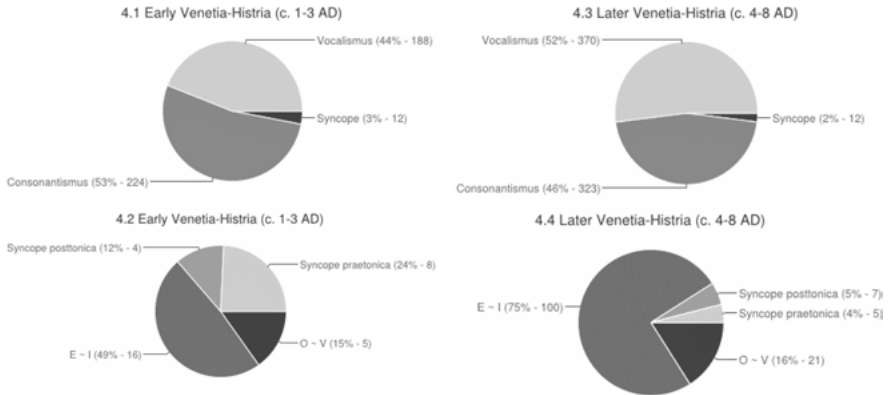 4.1 Early Venetia-Histria (c. 1-3 AD)
Vocalismus (44% - 188)
Syncope (3% - 12)
Consonantismus (53% - 224)
4.3 Later Venetia-Histria (c. 4-8 AD)
Vocalismus (52% - 370)
Syncope (2% - 12)
Consonantismus (46% - 323)
4.2 Early Venetia-Histria (c. 1-3 AD)
Syncope posttonica (12% - 4)
Syncope praetonica (24% - 8)
E ~ I (49% - 16)
O ~ V (15% - 5)
4.4 Later Venetia-Histria (c. 4-8 AD)
E ~ I (75% - 100)
Syncope posttonica (5% - 7)
Syncope praetonica (4% - 5)
O ~ V (16% - 21)